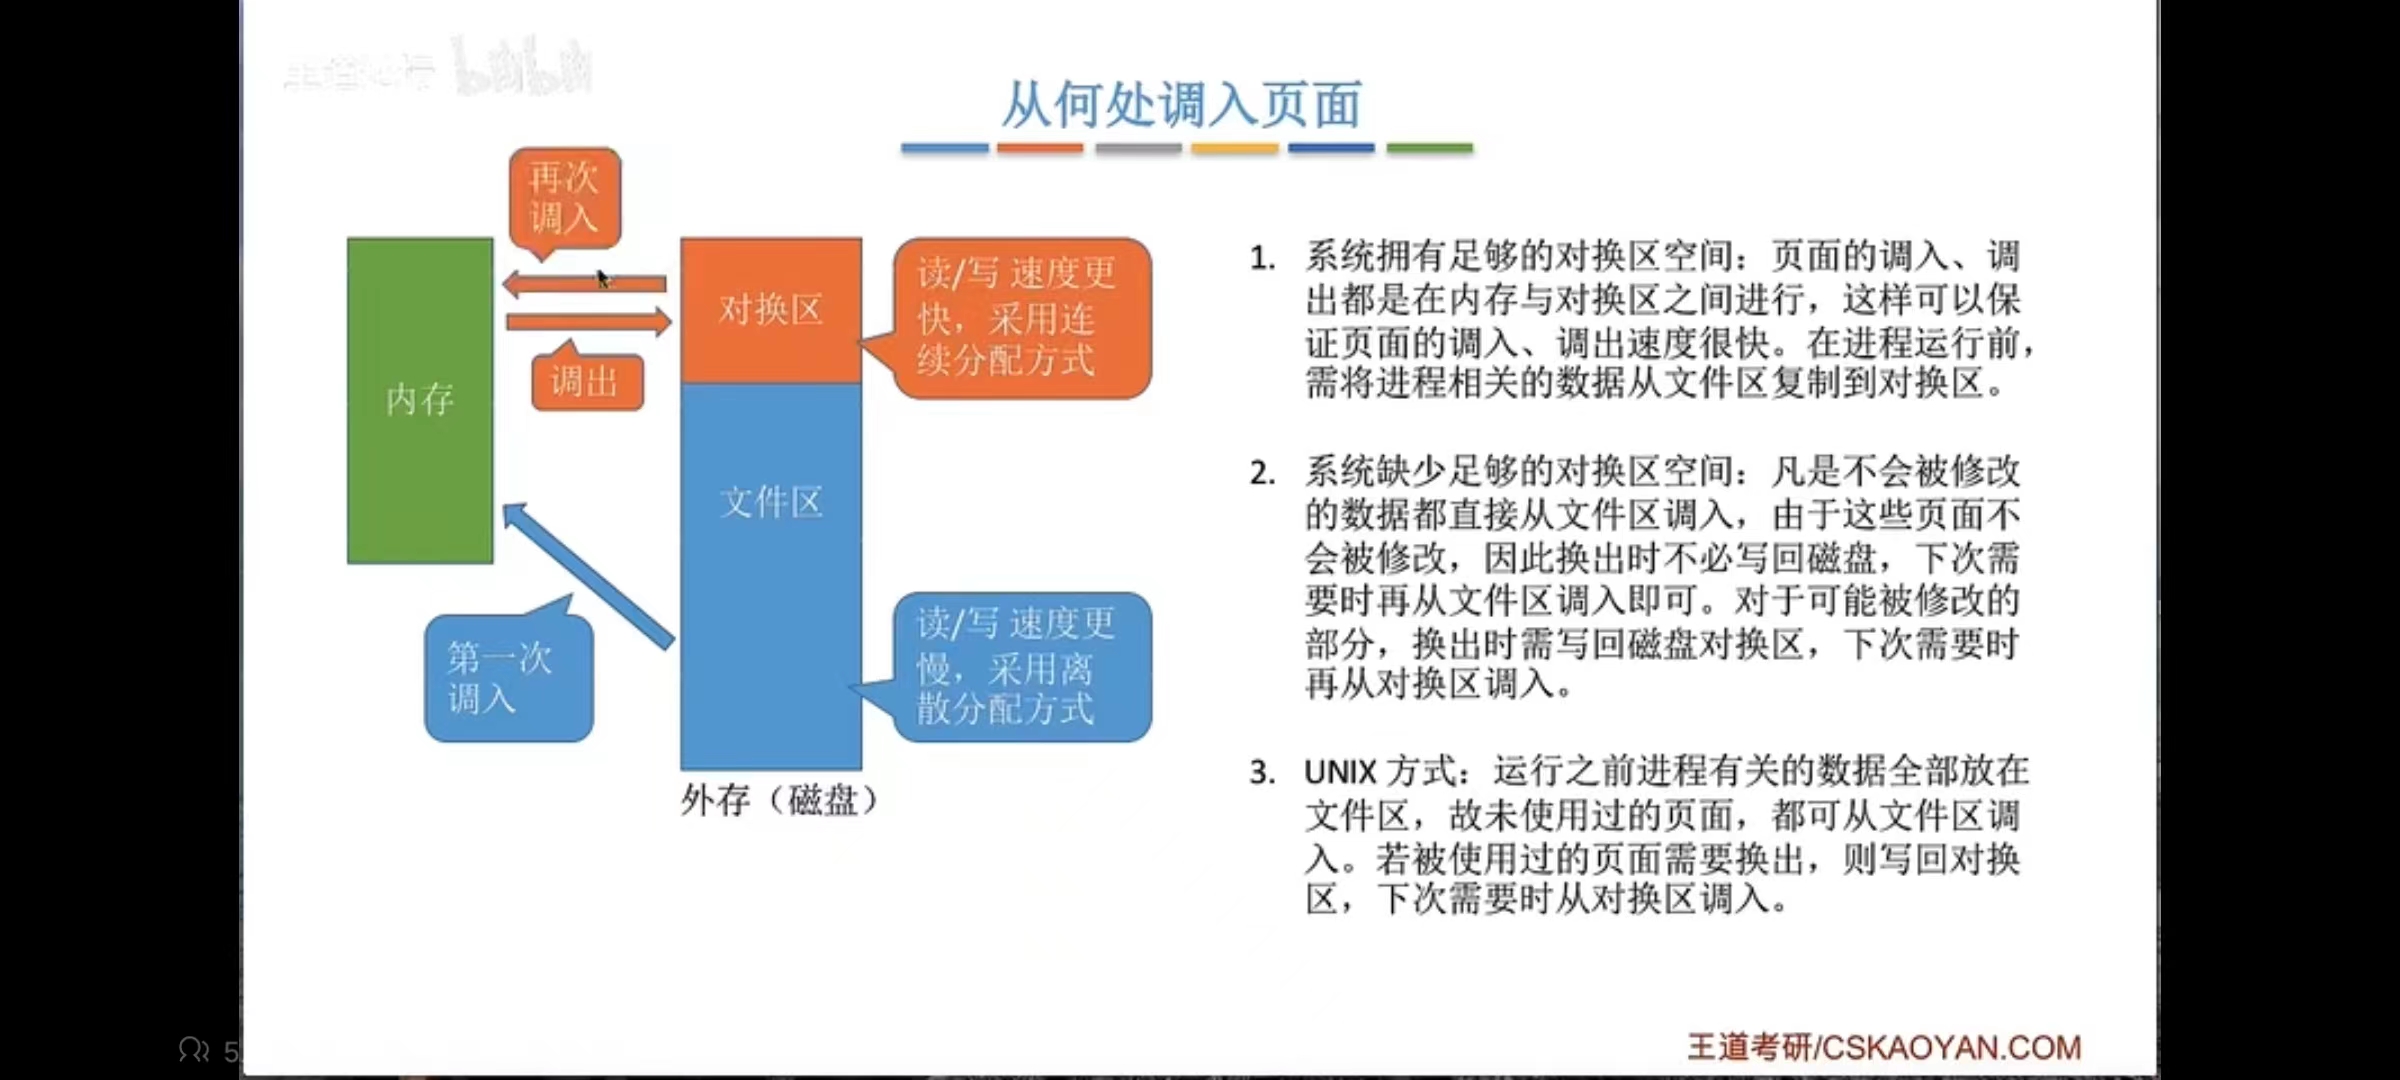 bilibili
从何处调入页面
再次
调入
调出
内存
对换区
读/写 速度更
快，采用连
续分配方式
文件区
第一次
调入
读/写 速度更
慢，采用离
散分配方式
外存（磁盘）
1. 系统拥有足够的对换区空间：页面的调入、调
出都是在内存与对换区之间进行，这样可以保
证页面的调入、调出速度很快。在进程运行前，
需将进程相关的数据从文件区复制到对换区。
2. 系统缺少足够的对换区空间：凡是不会被修改
的数据都直接从文件区调入，由于这些页面不
会被修改，因此换出时不必写回磁盘，下次需
要时再从文件区调入即可。对于可能被修改的
部分，换出时需写回磁盘对换区，下次需要时
再从对换区调入。
3. UNIX 方式：运行之前进程有关的数据全部放在
文件区，故未使用过的页面，都可从文件区调
入。若被使用过的页面需要换出，则写回对换
区，下次需要时从对换区调入。
王道考研/CSKAOYAN.COM